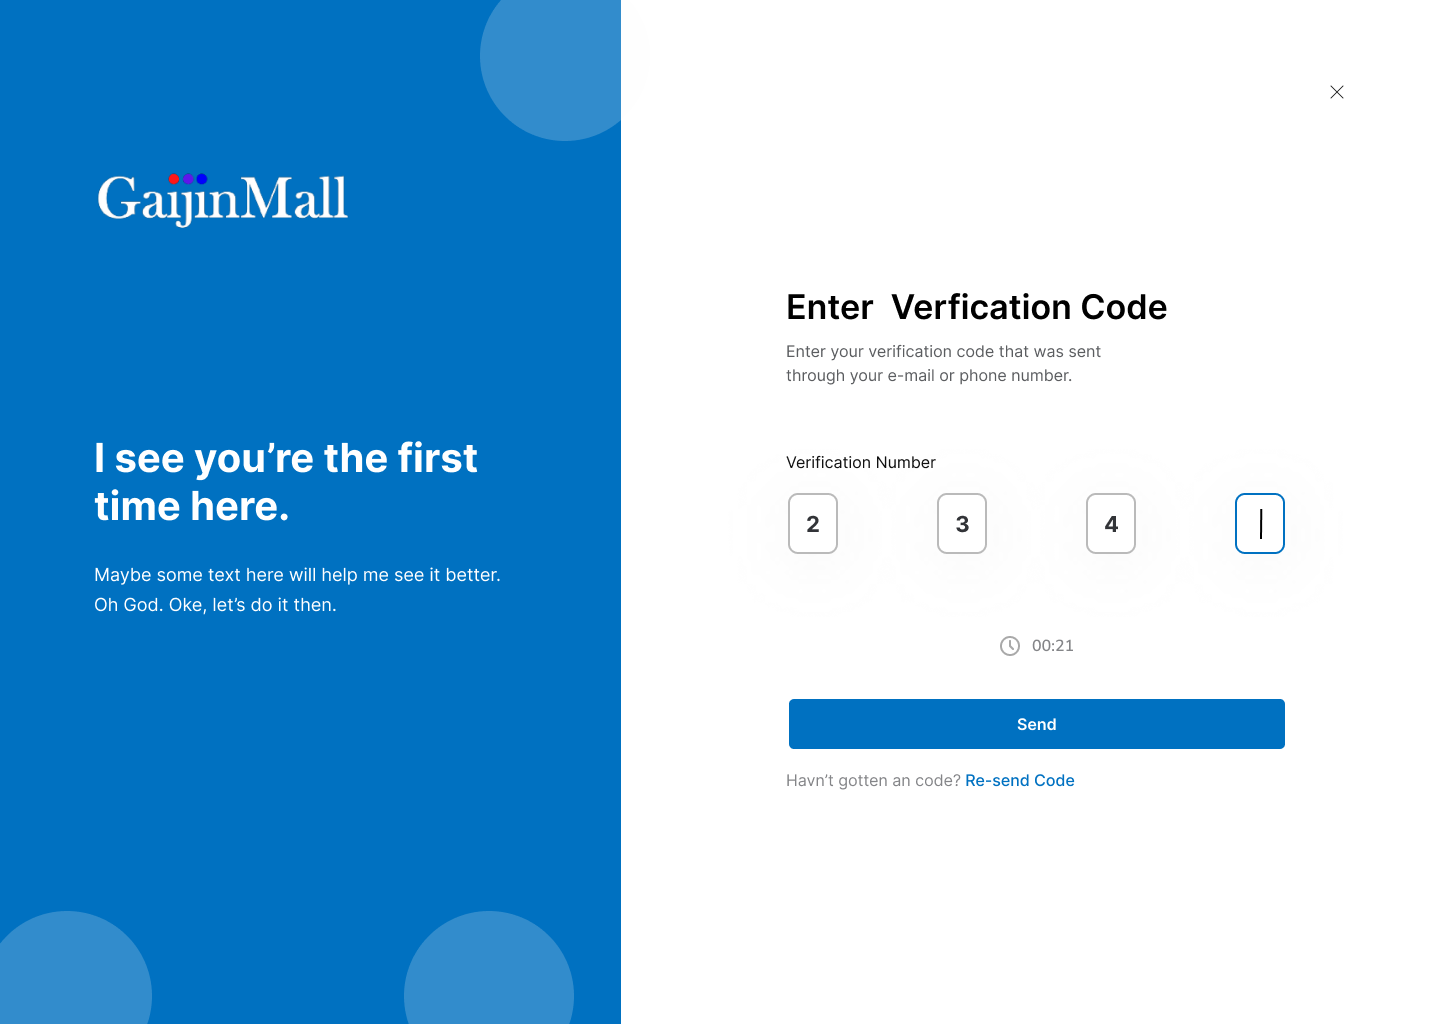 GaijinMall
I see you’re the first
time here.
Maybe some text here will help me see it better.
Oh God. Oke, let’s do it then.
Enter  Verfication Code
Enter your verification code that was sent
through your e-mail or phone number.
Verification Number
2 3 4
00:21
Send
Havn’t gotten an code? Re-send Code